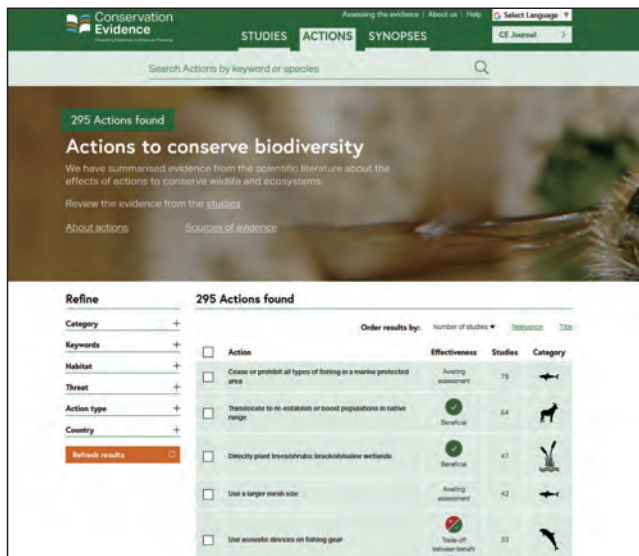 Conservation
Evidence
Assessing the evidence | About us | Help
Select Language ▼
STUDIES ACTIONS SYNOPSES
CE Journal >
Search Actions by keyword or species
295 Actions found
Actions to conserve biodiversity
We have summarised evidence from the scientific literature about the
effects of actions to conserve wildlife and ecosystems.
Review the evidence from the studies
About actions Sources of evidence
Refine
Category +
Keywords +
Habitat +
Threat +
Action type +
Country +
Refresh results
295 Actions found
Order results by: Number of studies ▼ Relevance Title
Action Effectiveness Studies Category
Cease or prohibit all types of fishing in a marine protected
area
Awaiting
assessment
79
Translocate to re-establish or boost populations in native
range
Beneficial
64
Directly plant trees/shrubs: brackish/saline wetlands
Beneficial
47
Use a larger mesh size
Awaiting
assessment
42
Use acoustic devices on fishing gear
Trade-off
between benefit
33